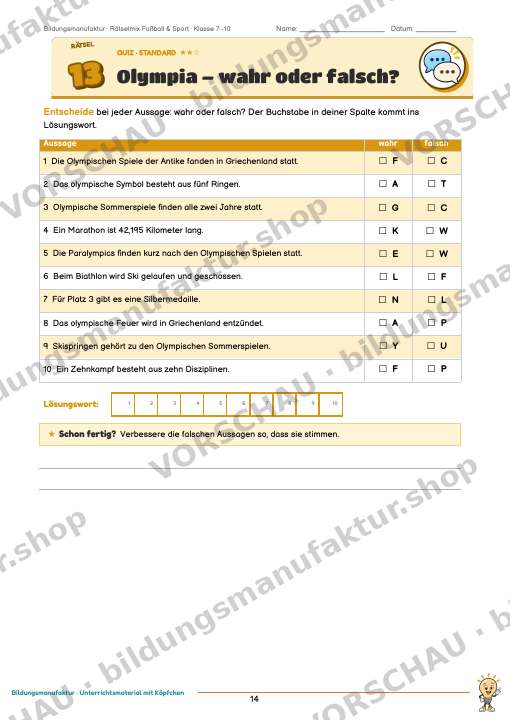 Bildungsmanufaktur · Rätselmix Fußball & Sport · Klasse 7–10 Name: Datum:
RÄTSEL
13
QUIZ · STANDARD ★★☆
Olympia – wahr oder falsch?
Entscheide bei jeder Aussage: wahr oder falsch? Der Buchstabe in deiner Spalte kommt ins
Lösungswort.
Aussage wahr falsch
1 Die Olympischen Spiele der Antike fanden in Griechenland statt. ☐ F ☐ C
2 Das olympische Symbol besteht aus fünf Ringen. ☐ A ☐ T
3 Olympische Sommerspiele finden alle zwei Jahre statt. ☐ G ☐ C
4 Ein Marathon ist 42,195 Kilometer lang. ☐ K ☐ W
5 Die Paralympics finden kurz nach den Olympischen Spielen statt. ☐ E ☐ W
6 Beim Biathlon wird Ski gelaufen und geschossen. ☐ L ☐ F
7 Für Platz 3 gibt es eine Silbermedaille. ☐ N ☐ L
8 Das olympische Feuer wird in Griechenland entzündet. ☐ A ☐ P
9 Skispringen gehört zu den Olympischen Sommerspielen. ☐ Y ☐ U
10 Ein Zehnkampf besteht aus zehn Disziplinen. ☐ F ☐ P
Lösungswort: 1 2 3 4 5 6 7 8 9 10
★ Schon fertig? Verbessere die falschen Aussagen so, dass sie stimmen.
VORSCHAU · bildungsmanufaktur.shop
Bildungsmanufaktur · Unterrichtsmaterial mit Köpfchen
14